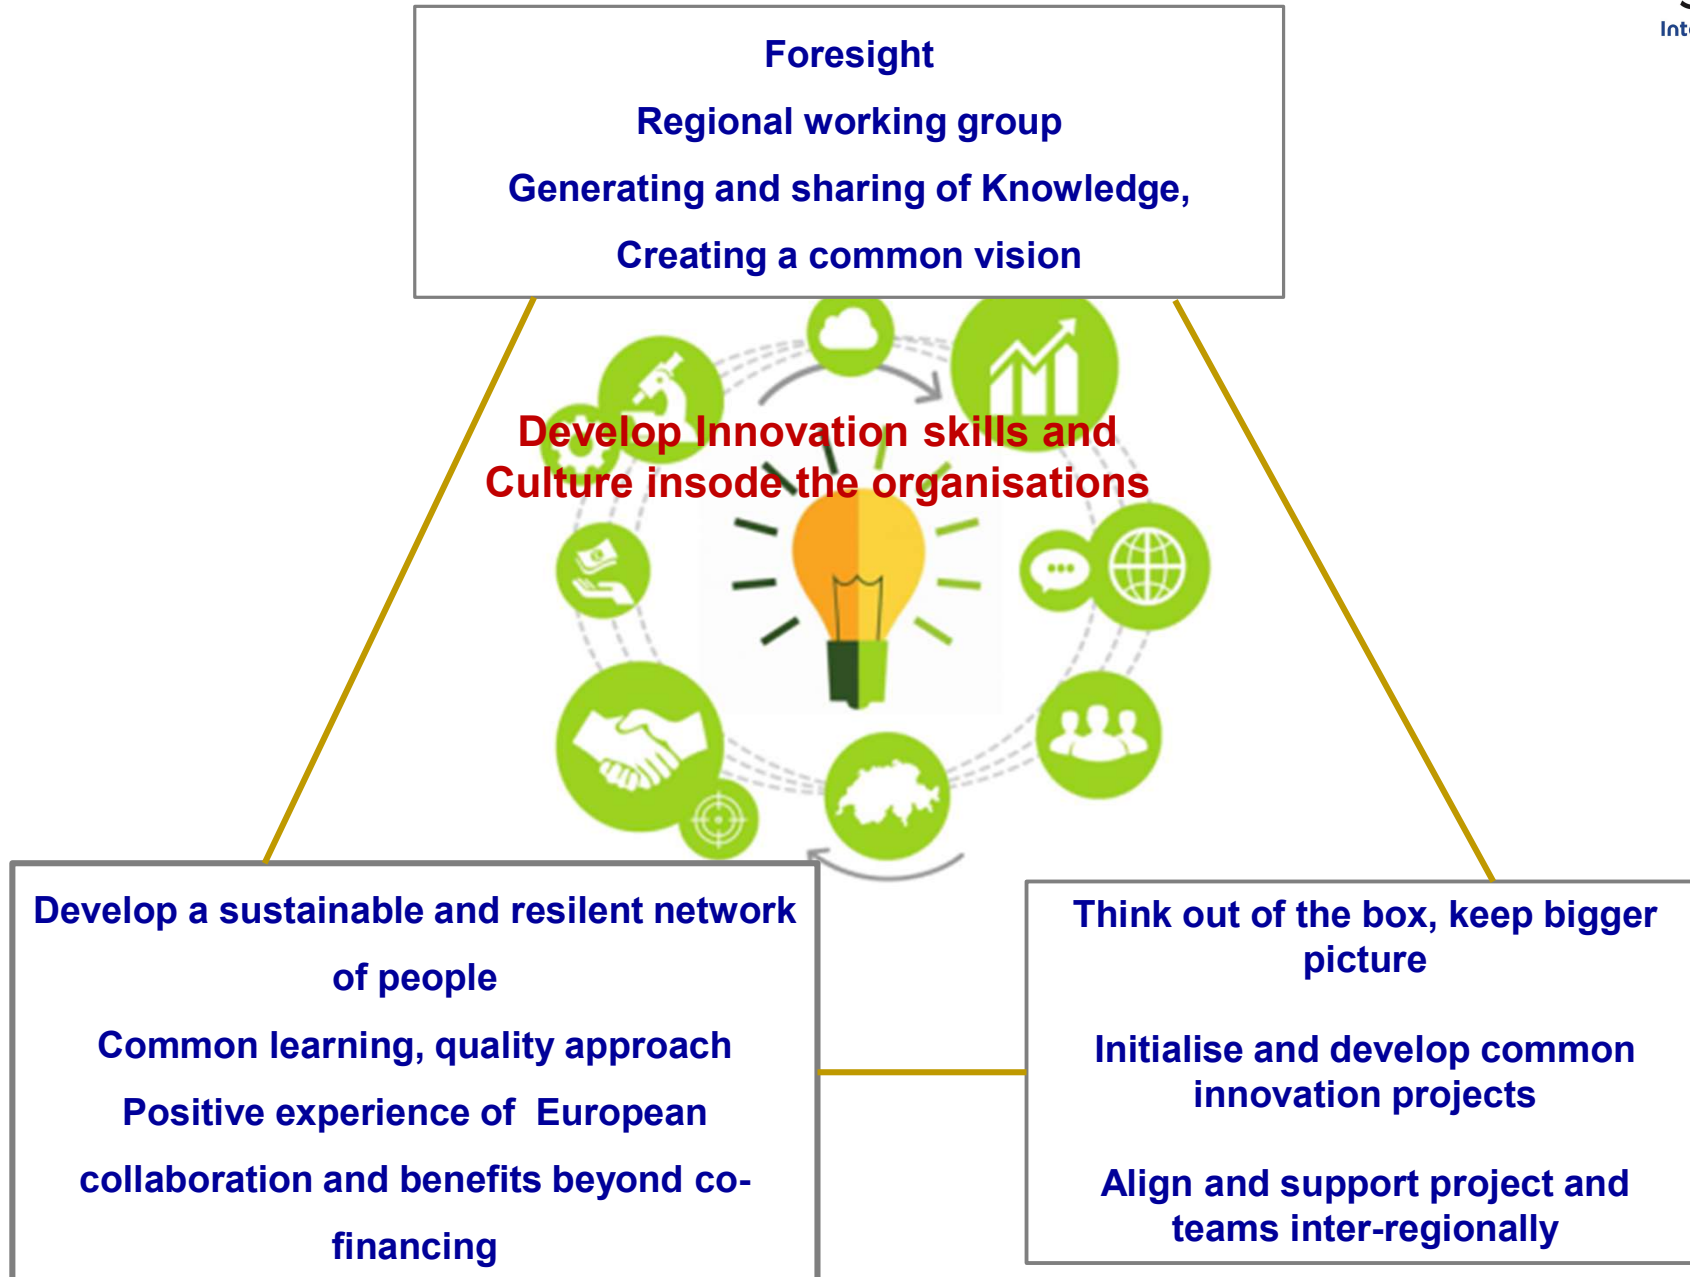 Foresight
Regional working group
Generating and sharing of Knowledge,
Creating a common vision
Develop Innovation skills and
Culture insode the organisations
Develop a sustainable and resilent network
of people
Common learning, quality approach
Positive experience of  European
collaboration and benefits beyond co-
financing
Think out of the box, keep bigger
picture
Initialise and develop common
innovation projects
Align and support project and
teams inter-regionally